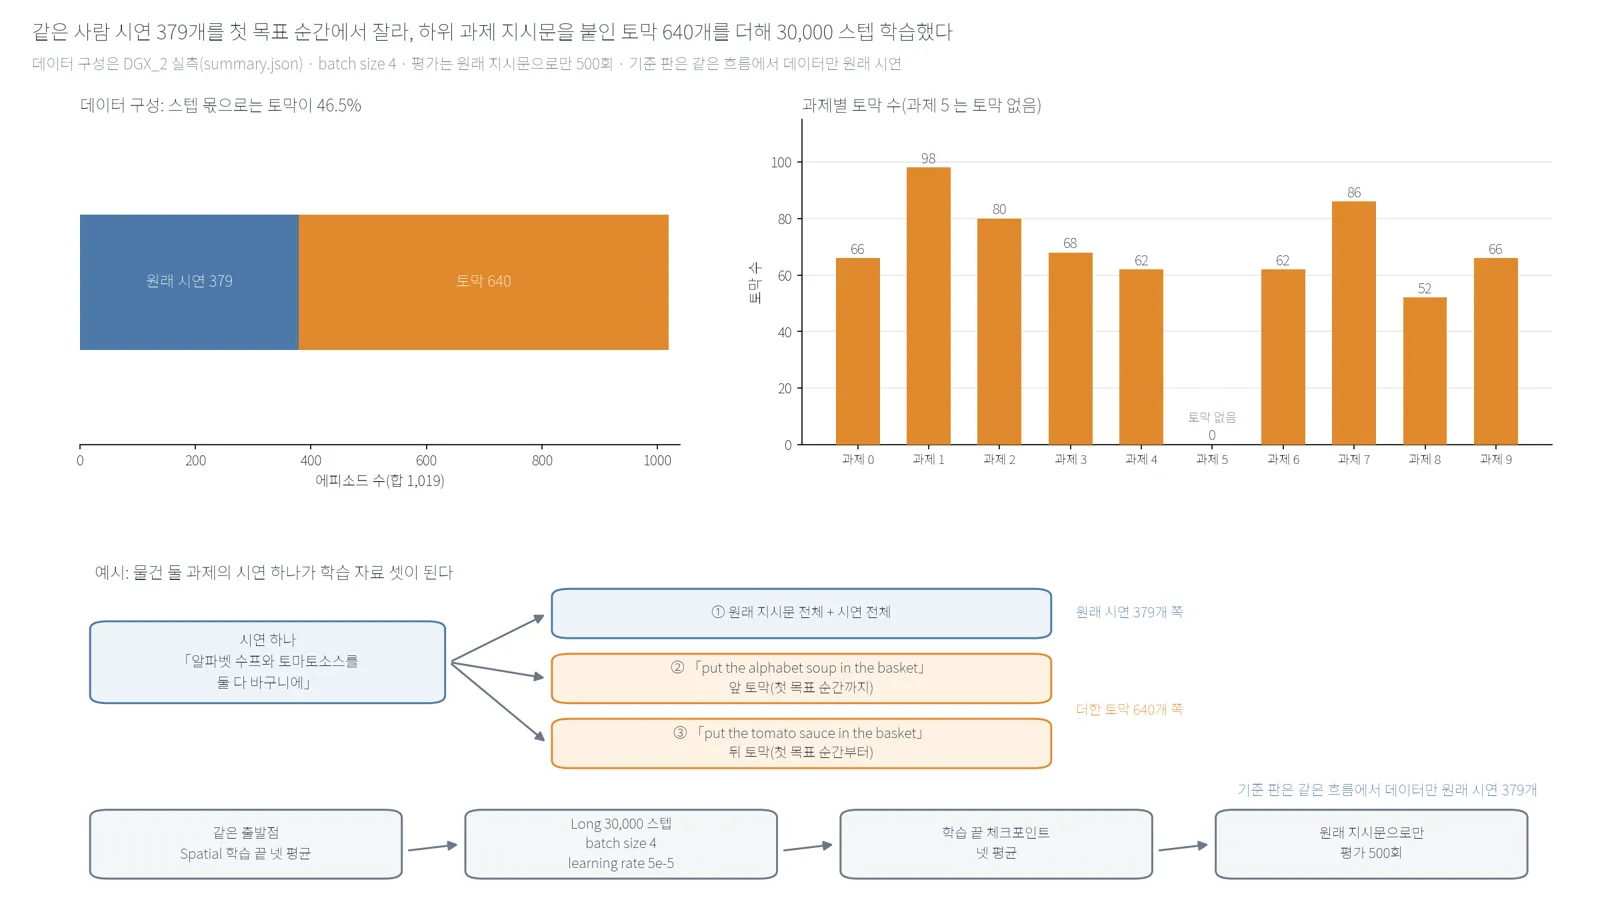 같은 사람 시연 379개를 첫 목표 순간에서 잘라, 하위 과제 지시문을 붙인 토막 640개를 더해 30,000 스텝 학습했다
데이터 구성은 DGX_2 실측(summary.json) · batch size 4 · 평가는 원래 지시문으로만 500회 · 기준 판은 같은 흐름에서 데이터만 원래 시연
데이터 구성: 스텝 몫으로는 토막이 46.5%
원래 시연 379
토막 640
0 200 400 600 800 1000
에피소드 수(합 1,019)
과제별 토막 수(과제 5 는 토막 없음)
토막 수
100
80
60
40
20
0
66
98
80
68
62
토막 없음
0
62
86
52
66
과제 0 과제 1 과제 2 과제 3 과제 4 과제 5 과제 6 과제 7 과제 8 과제 9
예시: 물건 둘 과제의 시연 하나가 학습 자료 셋이 된다
시연 하나
「알파벳 수프와 토마토소스를
둘 다 바구니에」
① 원래 지시문 전체 + 시연 전체
원래 시연 379개 쪽
② 「put the alphabet soup in the basket」
앞 토막(첫 목표 순간까지)
더한 토막 640개 쪽
③ 「put the tomato sauce in the basket」
뒤 토막(첫 목표 순간부터)
기준 판은 같은 흐름에서 데이터만 원래 시연 379개
같은 출발점
Spatial 학습 끝 넷 평균
Long 30,000 스텝
batch size 4
learning rate 5e-5
학습 끝 체크포인트
넷 평균
원래 지시문으로만
평가 500회